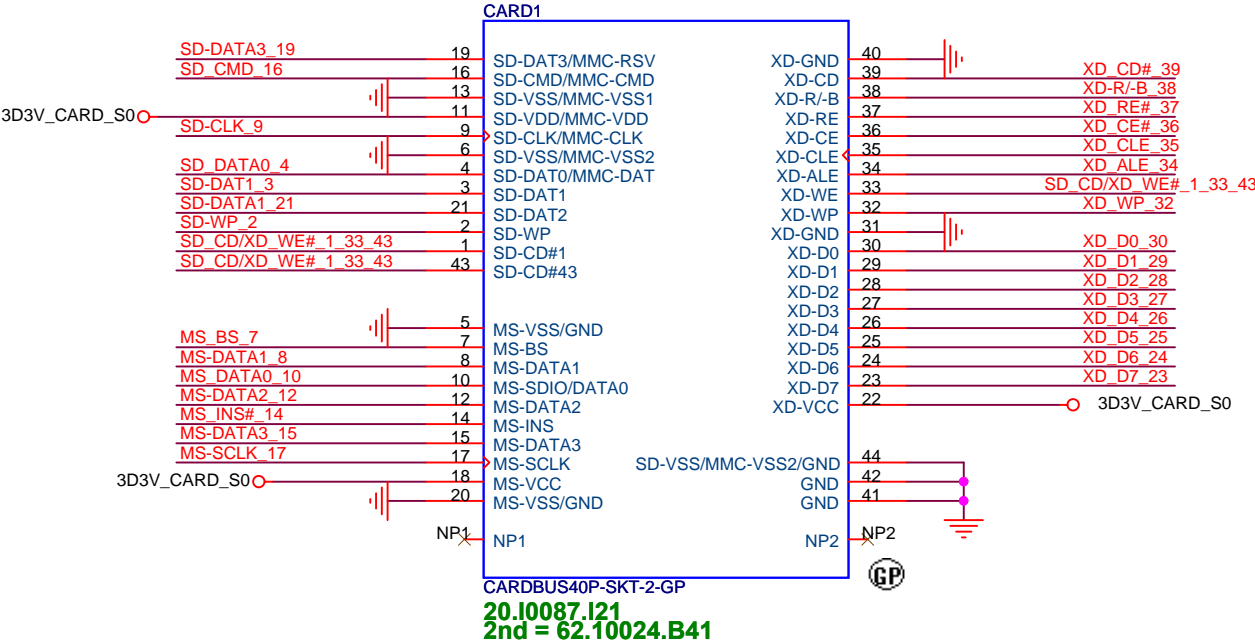 CARD1
SD-DATA3_19 19 SD-DAT3/MMC-RSV
SD_CMD_16 16 SD-CMD/MMC-CMD
13 SD-VSS/MMC-VSS1
3D3V_CARD_S0 11 SD-VDD/MMC-VDD
SD-CLK_9 9 SD-CLK/MMC-CLK
6 SD-VSS/MMC-VSS2
SD_DATA0_4 4 SD-DAT0/MMC-DAT
SD-DAT1_3 3 SD-DAT1
SD-DATA1_21 21 SD-DAT2
SD-WP_2 2 SD-WP
SD_CD/XD_WE#_1_33_43 1 SD-CD#1
SD_CD/XD_WE#_1_33_43 43 SD-CD#43
5 MS-VSS/GND
MS_BS_7 7 MS-BS
MS-DATA1_8 8 MS-DATA1
MS_DATA0_10 10 MS-SDIO/DATA0
MS-DATA2_12 12 MS-DATA2
MS_INS#_14 14 MS-INS
MS-DATA3_15 15 MS-DATA3
MS-SCLK_17 17 MS-SCLK
3D3V_CARD_S0 18 MS-VCC
20 MS-VSS/GND
NP1 NP1
XD-GND 40
XD-CD 39 XD_CD#_39
XD-R/-B 38 XD-R/-B_38
XD-RE 37 XD_RE#_37
XD-CE 36 XD_CE#_36
XD-CLE 35 XD_CLE_35
XD-ALE 34 XD_ALE_34
XD-WE 33 SD_CD/XD_WE#_1_33_43
XD-WP 32 XD_WP_32
XD-GND 31
XD-D0 30 XD_D0_30
XD-D1 29 XD_D1_29
XD-D2 28 XD_D2_28
XD-D3 27 XD_D3_27
XD-D4 26 XD_D4_26
XD-D5 25 XD_D5_25
XD-D6 24 XD_D6_24
XD-D7 23 XD_D7_23
XD-VCC 22 3D3V_CARD_S0
SD-VSS/MMC-VSS2/GND 44
GND 42
GND 41
NP2 NP2
GP
CARDBUS40P-SKT-2-GP
20.I0087.I21
2nd = 62.10024.B41